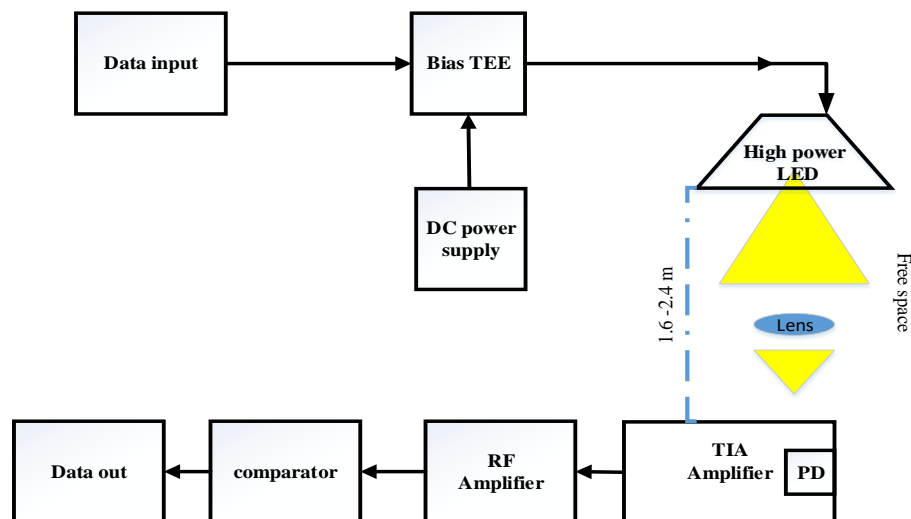 Data input
Bias TEE
High power
LED
DC power
supply
Free space
1.6 -2.4 m
Lens
Data out
comparator
RF
Amplifier
TIA
Amplifier
PD